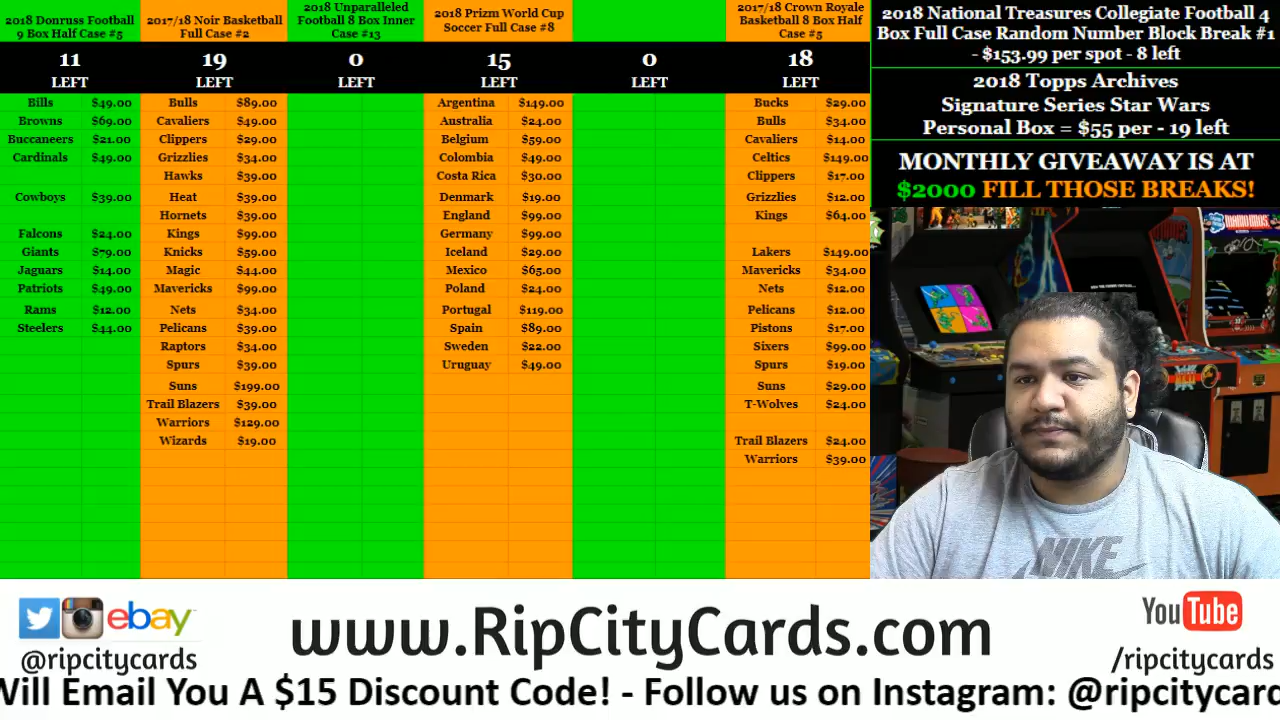 2018 Donruss Football
9 Box Half Case #5
11
LEFT
Bills $49.00
Browns $69.00
Buccaneers $21.00
Cardinals $49.00
Cowboys $39.00
Falcons $24.00
Giants $79.00
Jaguars $14.00
Patriots $49.00
Rams $12.00
Steelers $44.00
2017/18 Noir Basketball
Full Case #2
19
LEFT
Bulls $89.00
Cavaliers $49.00
Clippers $29.00
Grizzlies $34.00
Hawks $39.00
Heat $39.00
Hornets $39.00
Kings $99.00
Knicks $59.00
Magic $44.00
Mavericks $99.00
Nets $34.00
Pelicans $39.00
Raptors $34.00
Spurs $39.00
Suns $199.00
Trail Blazers $39.00
Warriors $129.00
Wizards $19.00
2018 Unparalleled
Football 8 Box Inner
Case #13
0
LEFT
2018 Prizm World Cup
Soccer Full Case #8
15
LEFT
Argentina $149.00
Australia $24.00
Belgium $59.00
Colombia $49.00
Costa Rica $30.00
Denmark $19.00
England $99.00
Germany $99.00
Iceland $29.00
Mexico $65.00
Poland $24.00
Portugal $119.00
Spain $89.00
Sweden $22.00
Uruguay $49.00
0
LEFT
2017/18 Crown Royale
Basketball 8 Box Half
Case #5
18
LEFT
Bucks $29.00
Bulls $34.00
Cavaliers $14.00
Celtics $149.00
Clippers $17.00
Grizzlies $12.00
Kings $64.00
Lakers $149.00
Mavericks $34.00
Nets $12.00
Pelicans $12.00
Pistons $17.00
Sixers $99.00
Spurs $19.00
Suns $29.00
T-Wolves $24.00
Trail Blazers $24.00
Warriors $39.00
2018 National Treasures Collegiate Football 4
Box Full Case Random Number Block Break #1
- $153.99 per spot - 8 left
2018 Topps Archives
Signature Series Star Wars
Personal Box = $55 per - 19 left
MONTHLY GIVEAWAY IS AT
$2000 FILL THOSE BREAKS!
MARIO BROS.
NIKE
ebay
@ripcitycards
www.RipCityCards.com
YouTube
/ripcitycards
Will Email You A $15 Discount Code! - Follow us on Instagram: @ripcitycard